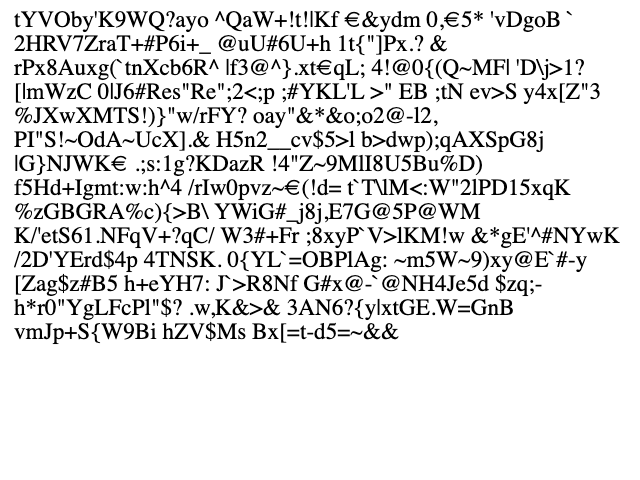 tYVOby'K9WQ?ayo ^QaW+!t!|Kf €&ydm 0,€5* 'vDgoB `
2HRV7ZraT+#P6i+_ @uU#6U+h 1t{"]Px.? &
rPx8Auxg(`tnXcb6R^ |f3@^}.xt€qL; 4!@0{(Q~MF| 'D\j>1?
[|mWzC 0|J6#Res"Re";2<;p ;#YKL'L >" EB ;tN ev>S y4x[Z"3
%JXwXMTS!)}"w/rFY? oay"&*&o;o2@-l2,
PI"S!~OdA~UcX].& H5n2__cv$5>l b>dwp);qAXSpG8j
|G}NJWK€ .;s:1g?KDazR !4"Z~9MlI8U5Bu%D)
f5Hd+Igmt:w:h^4 /rIw0pvz~€(!d= t`T\lM<:W"2lPD15xqK
%zGBGRA%c){>B\ YWiG#_j8j,E7G@5P@WM
K/'etS61.NFqV+?qC/ W3#+Fr ;8xyP`V>lKM!w &*gE'^#NYwK
/2D'YErd$4p 4TNSK. 0{YL`=OBPlAg: ~m5W~9)xy@E`#-y
[Zag$z#B5 h+eYH7: J`>R8Nf G#x@-`@NH4Je5d $zq;-
h*r0"YgLFcPl"$? .w,K&>& 3AN6?{y|xtGE.W=GnB
vmJp+S{W9Bi hZV$Ms Bx[=t-d5=~&&